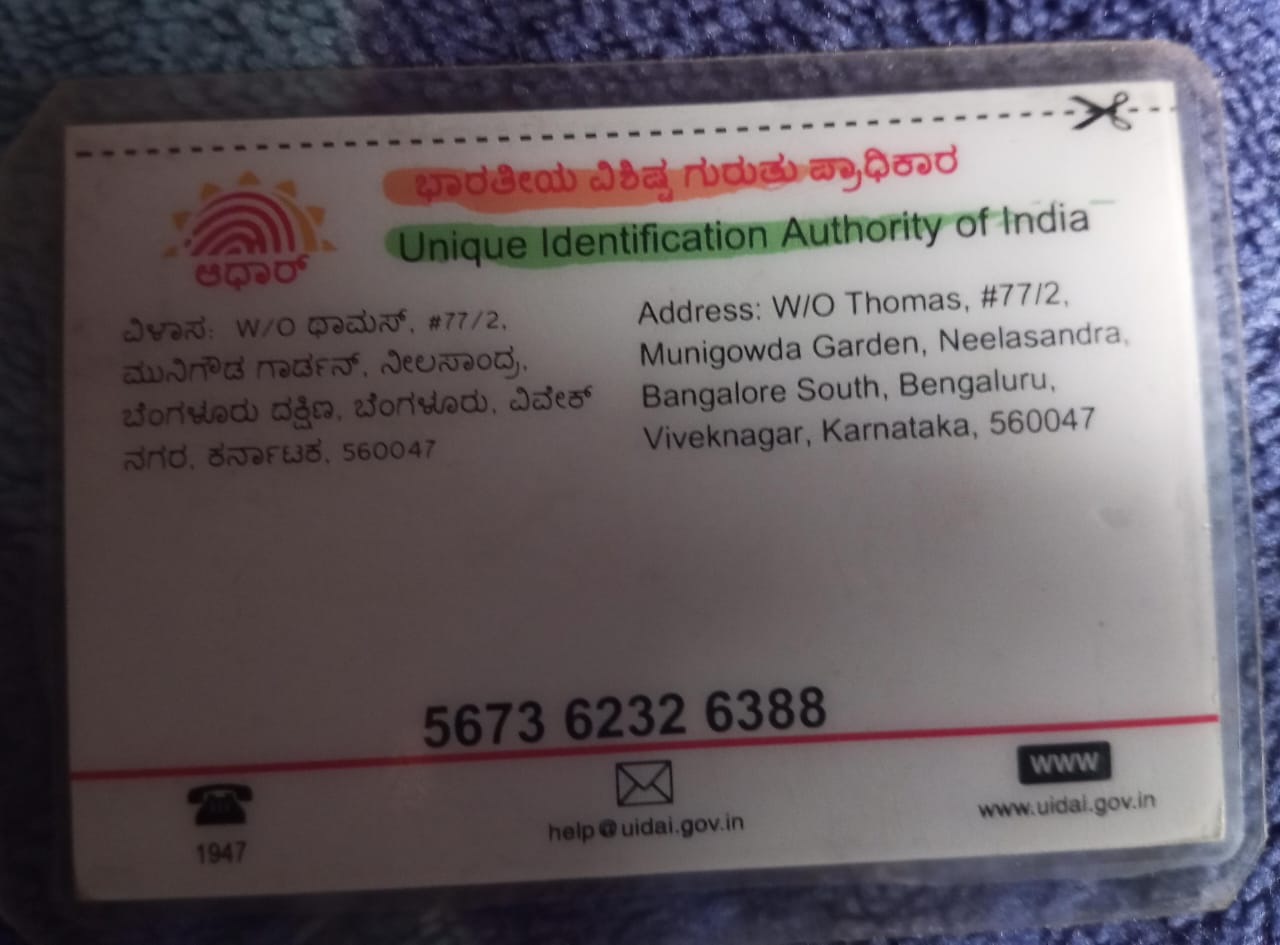 ಭಾರತೀಯ ವಿಶಿಷ್ಟ ಗುರುತು ಪ್ರಾಧಿಕಾರ
Unique Identification Authority of India
ಆಧಾರ್
ವಿಳಾಸ: W/O ಥಾಮಸ್, #77/2,
ಮುನಿಗೌಡ ಗಾರ್ಡನ್, ನೀಲಸಾಂದ್ರ,
ಬೆಂಗಳೂರು ದಕ್ಷಿಣ, ಬೆಂಗಳೂರು, ವಿವೇಕ್
ನಗರ, ಕರ್ನಾಟಕ, 560047
Address: W/O Thomas, #77/2,
Munigowda Garden, Neelasandra,
Bangalore South, Bengaluru,
Viveknagar, Karnataka, 560047
5673 6232 6388
1947
help@uidai.gov.in
WWW
www.uidai.gov.in